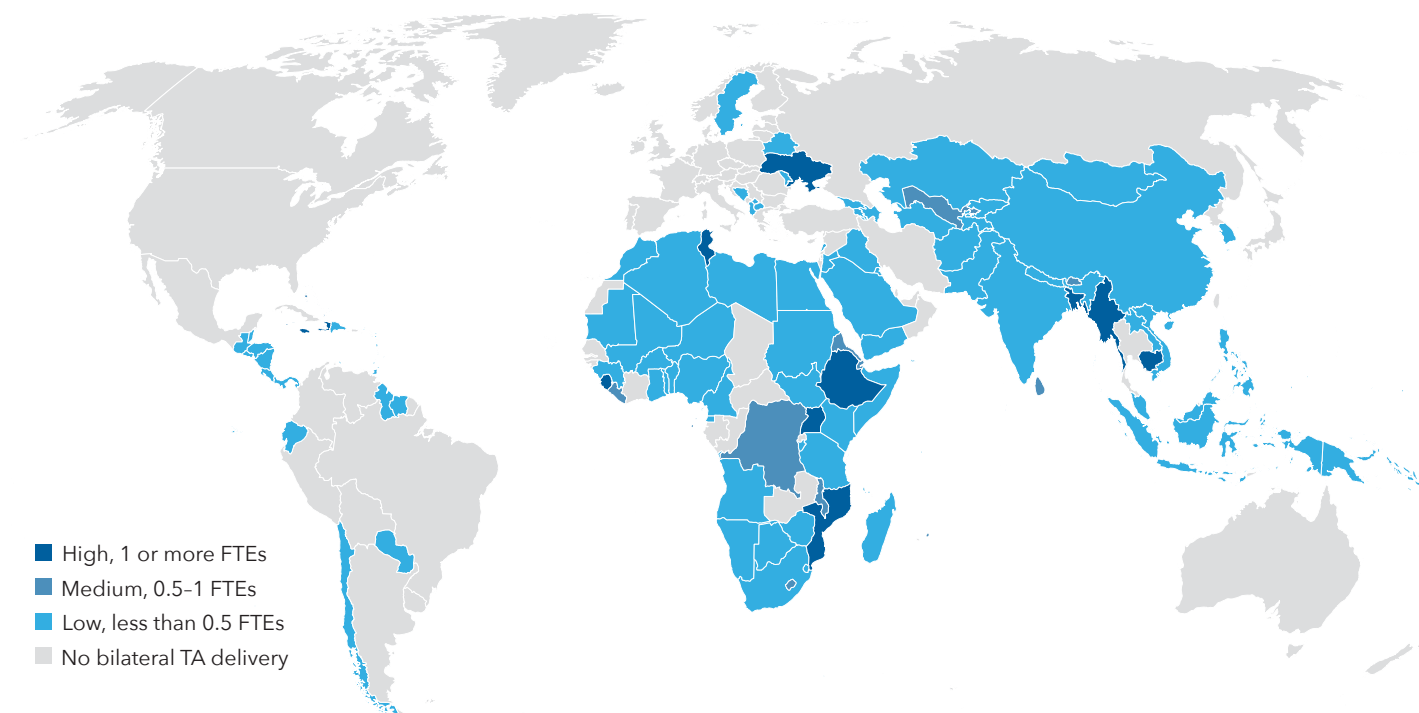 High, 1 or more FTEs
Medium, 0.5–1 FTEs
Low, less than 0.5 FTEs
No bilateral TA delivery